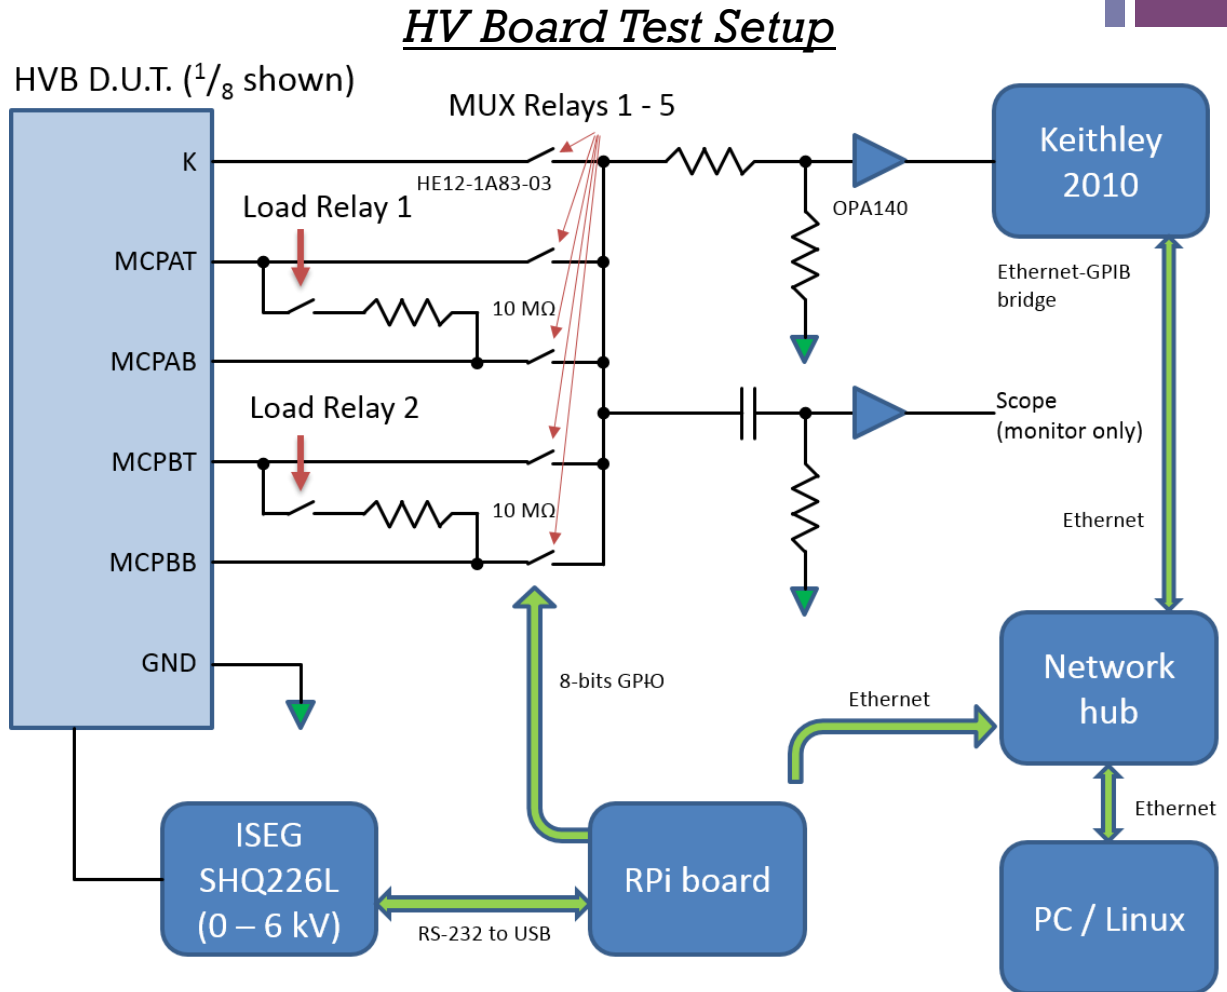 HV Board Test Setup
HVB D.U.T. (1/8 shown)
MUX Relays 1 - 5
K
HE12-1A83-03
OPA140
Keithley
2010
Load Relay 1
MCPAT
10 MΩ
MCPAB
Ethernet-GPIB
bridge
Load Relay 2
Scope
(monitor only)
MCPBT
10 MΩ
MCPBB
Ethernet
GND
8-bits GPIO
Ethernet
Network
hub
Ethernet
ISEG
SHQ226L
(0 – 6 kV)
RS-232 to USB
RPi board
PC / Linux